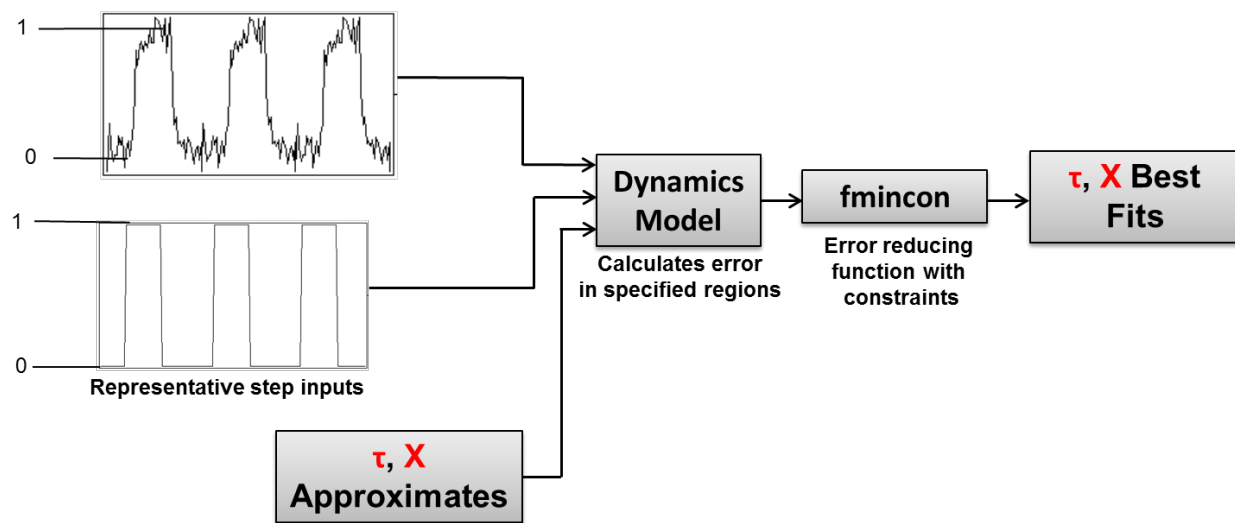 1
0
1
0
Representative step inputs
τ, X
Approximates
Dynamics
Model
Calculates error
in specified regions
fmincon
Error reducing
function with
constraints
τ, X Best
Fits